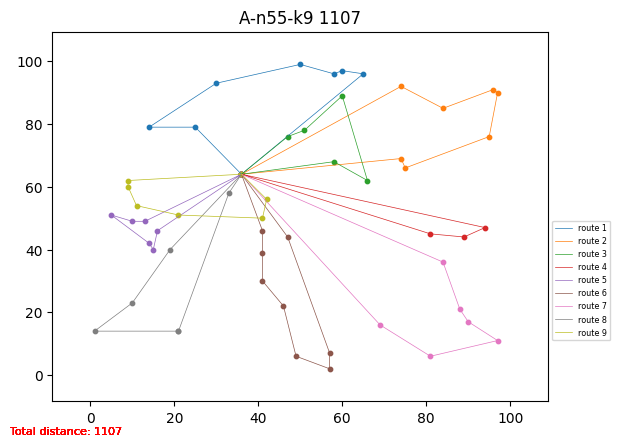 A-n55-k9 1107
100
80
60
40
20
0
0 20 40 60 80 100
route 1
route 2
route 3
route 4
route 5
route 6
route 7
route 8
route 9
Total distance: 1107